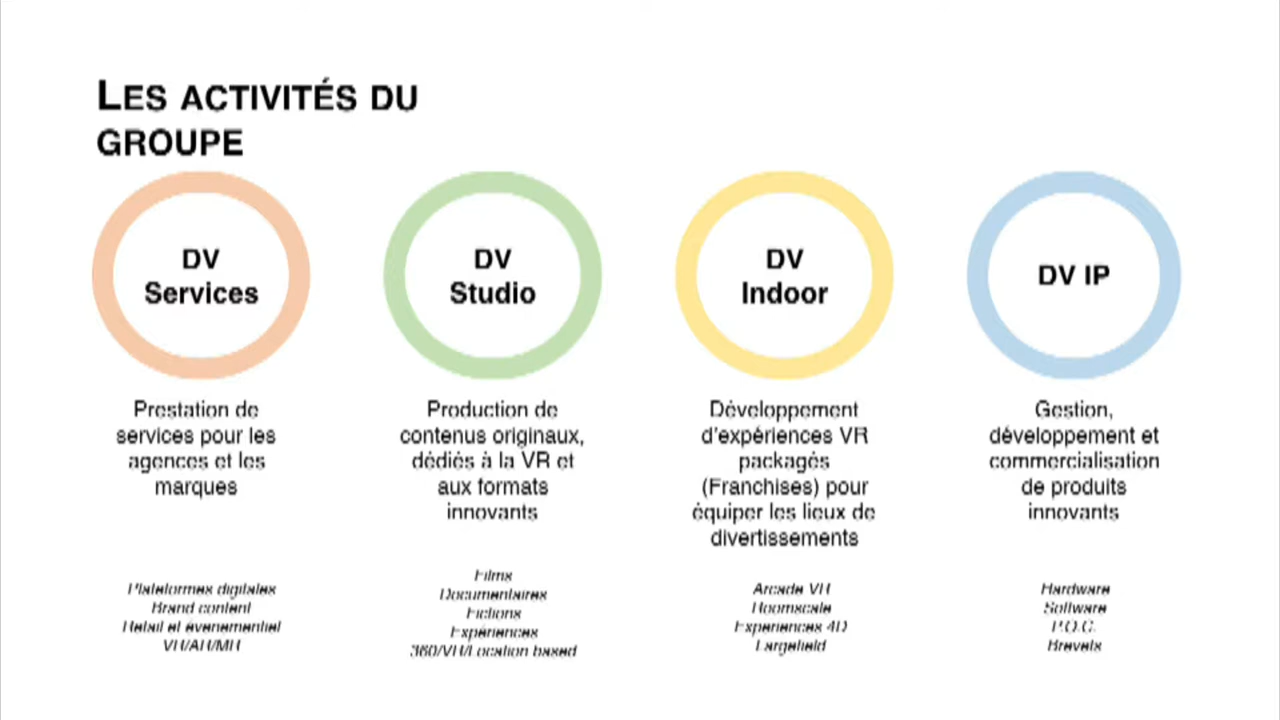 LES ACTIVITÉS DU
GROUPE
DV
Services
Prestation de
services pour les
agences et les
marques
Plateformes digitales
Brand content
Retail et évenementiel
VR/AR/MR
DV
Studio
Production de
contenus originaux,
dédiés à la VR et
aux formats
innovants
Films
Documentaires
Fictions
Expériences
360/VR/Location based
DV
Indoor
Développement
d'expériences VR
packagés
(Franchises) pour
équiper les lieux de
divertissements
Arcade VR
Roomscale
Expériences 4D
Largefield
DV IP
Gestion,
développement et
commercialisation
de produits
innovants
Hardware
Software
P.O.C.
Brevets